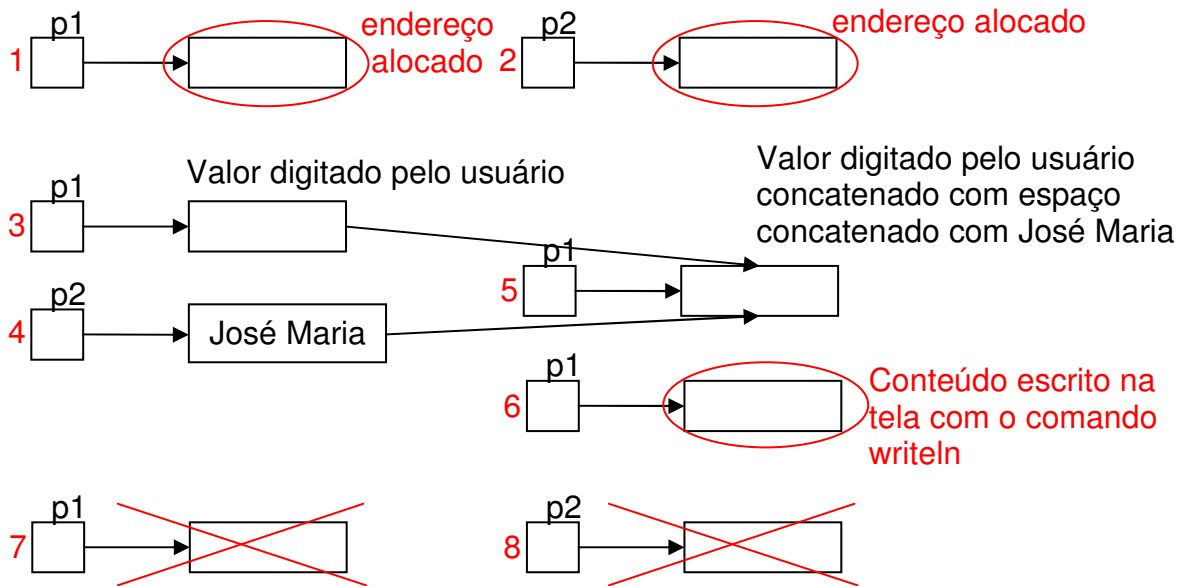 p1
1
endereço
alocado
p2
2
endereço alocado
p1
3
Valor digitado pelo usuário
p2
4
José Maria
Valor digitado pelo usuário
concatenado com espaço
concatenado com José Maria
p1
5
p1
6
Conteúdo escrito na
tela com o comando
writeln
p1
7
p2
8